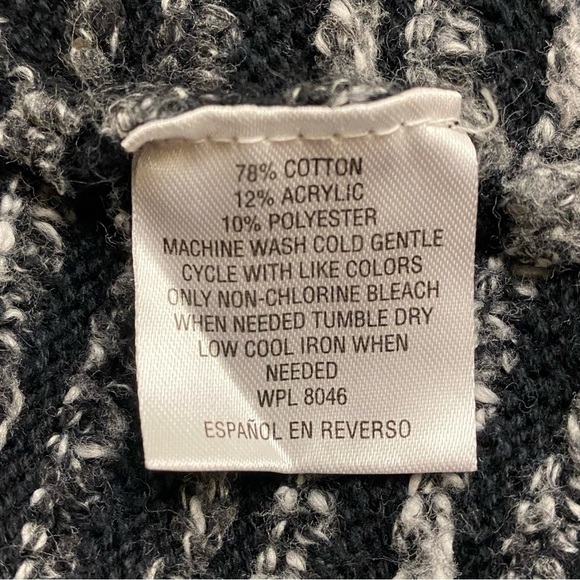 78% COTTON
12% ACRYLIC
10% POLYESTER
MACHINE WASH COLD GENTLE
CYCLE WITH LIKE COLORS
ONLY NON-CHLORINE BLEACH
WHEN NEEDED TUMBLE DRY
LOW COOL IRON WHEN
NEEDED
WPL 8046
ESPAÑOL EN REVERSO